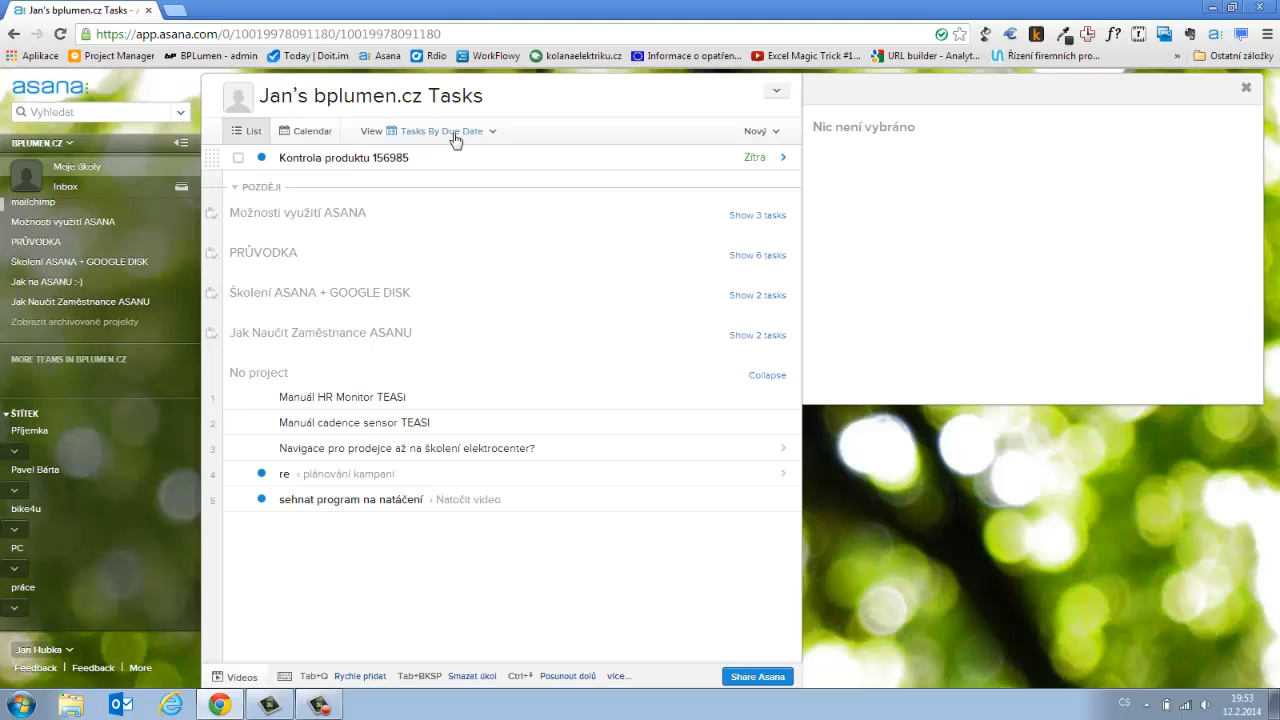 Jan's bplumen.cz Tasks -
https://app.asana.com/0/10019978091180/10019978091180
Aplikace
Project Manager
BPLumen - admin
Today | Doitim
Asana
Rdio
WorkFlowy
kolanaelektriku.cz
Informace o opatřen...
Excel Magic Trick #1...
URL builder - Analyt...
Řízení firemních pro...
»
Ostatní záložky
asana:
Vyhledat
BPLUMEN.CZ
Moje úkoly
Inbox
mailchimp
Možnosti využití ASANA
PRŮVODKA
Školení ASANA + GOOGLE DISK
Jak na ASANU :-)
Jak Naučit Zaměstnance ASANU
Zobrazit archivované projekty
MORE TEAMS IN BPLUMEN.CZ
ŠTÍTEK
Příjemka
Pavel Bárta
bike4u
PC
práce
Jan Hubka
Feedback
Feedback
More
Jan's bplumen.cz Tasks
List
Calendar
View
Tasks By Due Date
Nový
Kontrola produktu 156985
Zítra
POZDĚJI
Možnosti využití ASANA
Show 3 tasks
PRŮVODKA
Show 6 tasks
Školení ASANA + GOOGLE DISK
Show 2 tasks
Jak Naučit Zaměstnance ASANU
Show 2 tasks
No project
Collapse
1 Manuál HR Monitor TEASi
2 Manuál cadence sensor TEASI
3 Navigace pro prodejce až na školení elektrocenter?
4 re ‹ plánování kampaní
5 sehnat program na natáčení ‹ Natočit video
Videos
Tab+Q Rychle přidat
Tab+BKSP Smazat úkol
Ctrl+ Posunout dolů
více...
Share Asana
Nic není vybráno
CS
19:53
12.2.2014